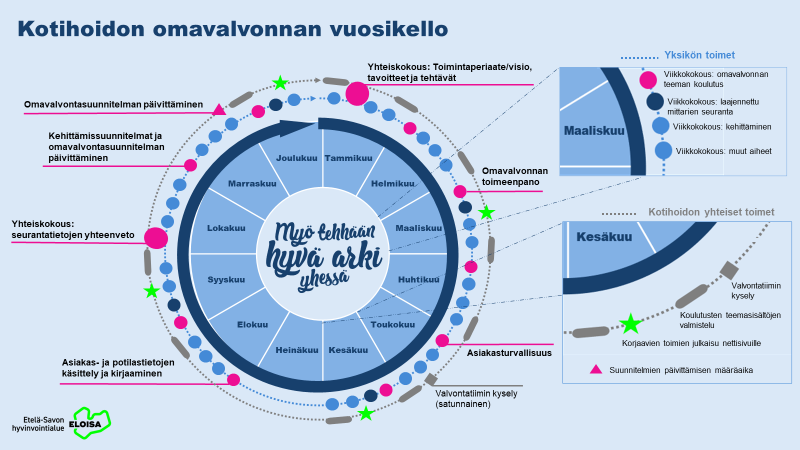 Kotihoidon omavalvonnan vuosikello
Yhteiskokous: Toimintaperiaate/visio,
tavoitteet ja tehtävät
Omavalvontasuunnitelman päivittäminen
Kehittämissuunnitelmat ja
omavalvontasuunnitelman
päivittäminen
Yhteiskokous:
seurantatietojen yhteenveto
Asiakas- ja potilastietojen
käsittely ja kirjaaminen
Omavalvonnan
toimeenpano
Asiakasturvallisuus
Valvontatiimin kysely
(satunnainen)
Joulukuu
Tammikuu
Marraskuu
Helmikuu
Lokakuu
Maaliskuu
Syyskuu
Huhtikuu
Elokuu
Toukokuu
Heinäkuu
Kesäkuu
Myö tehhään
hyvä arki
yhessä
Yksikön toimet
Maaliskuu
Viikkokokous: omavalvonnan
teeman koulutus
Viikkokokous: laajennettu
mittarien seuranta
Viikkokokous: kehittäminen
Viikkokokous: muut aiheet
Kotihoidon yhteiset toimet
Kesäkuu
Valvontatiimin
kysely
Koulutusten teemasisältöjen
valmistelu
Korjaavien toimien julkaisu nettisivuille
Suunnitelmien päivittämisen määräaika
Etelä-Savon
hyvinvointialue
ELOISA